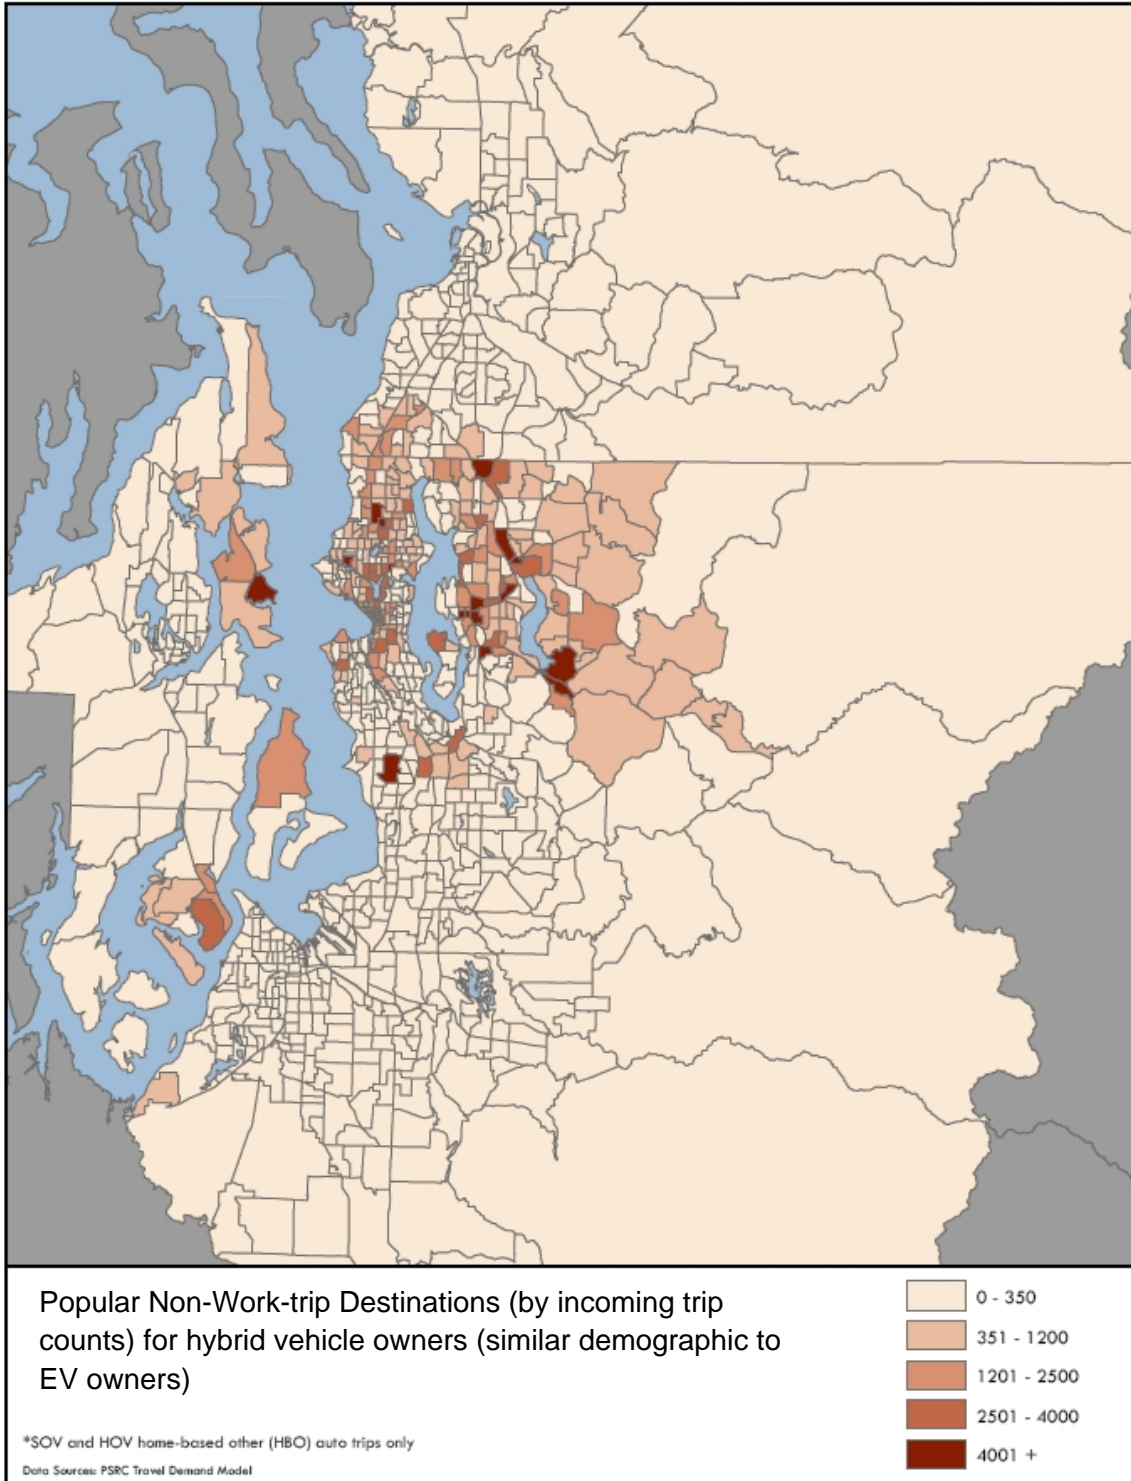 Popular Non-Work-trip Destinations (by incoming trip
counts) for hybrid vehicle owners (similar demographic to
EV owners)
*SOV and HOV home-based other (HBO) auto trips only
Data Sources: PSRC Travel Demand Model
0 - 350
351 - 1200
1201 - 2500
2501 - 4000
4001 +